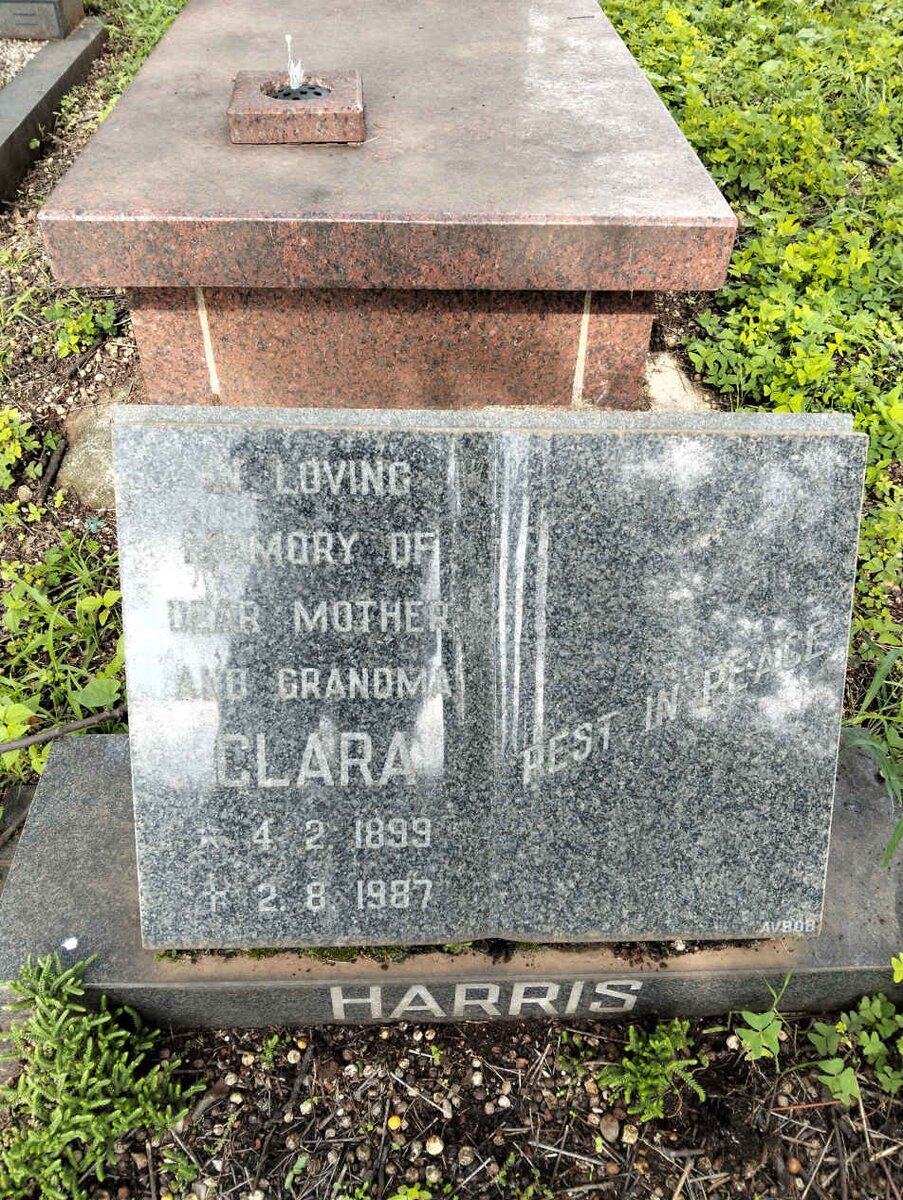 IN LOVING
MEMORY OF
DEAR MOTHER
AND GRANDMA
CLARA
* 4. 2. 1899
† 2. 8. 1987
REST IN PEACE
AVBOB
HARRIS